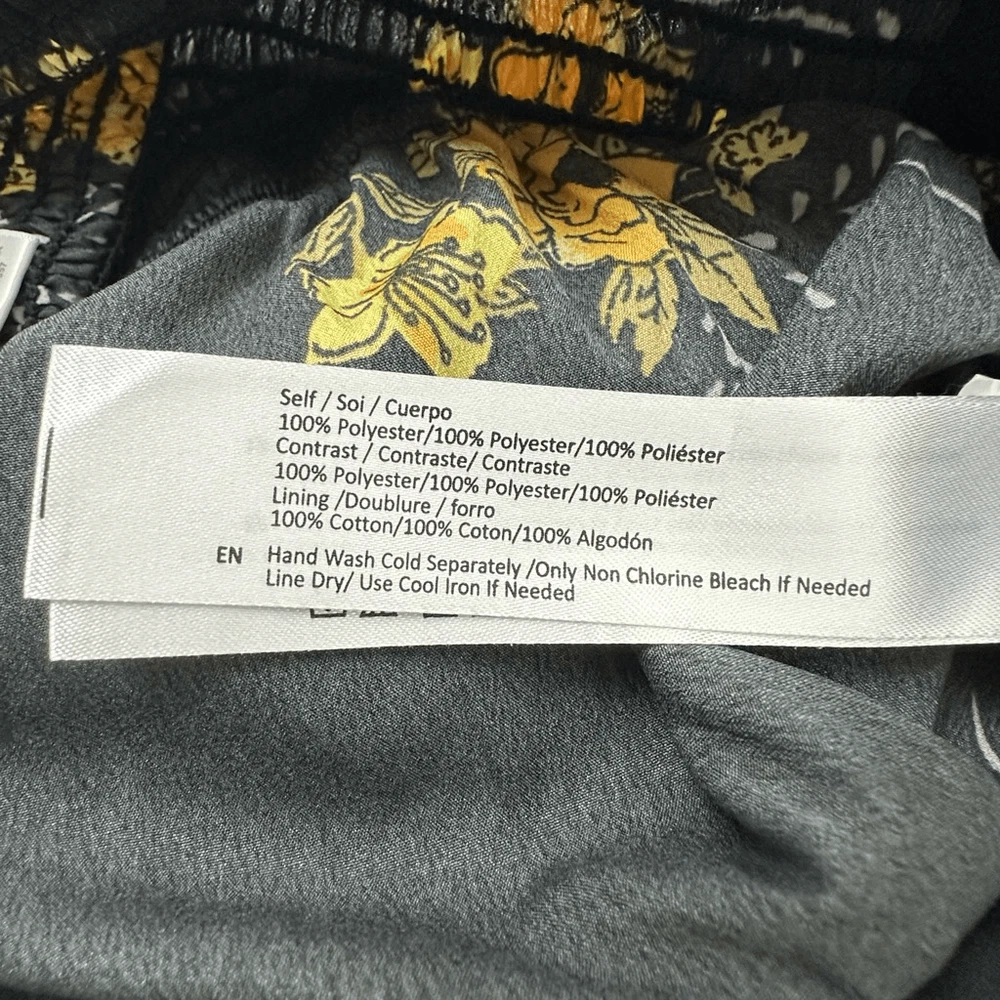 Self / Soi / Cuerpo
100% Polyester/100% Polyester/100% Poliéster
Contrast / Contraste/ Contraste
100% Polyester/100% Polyester/100% Poliéster
Lining /Doublure / forro
100% Cotton/100% Coton/100% Algodón
EN Hand Wash Cold Separately /Only Non Chlorine Bleach If Needed
Line Dry/ Use Cool Iron If Needed